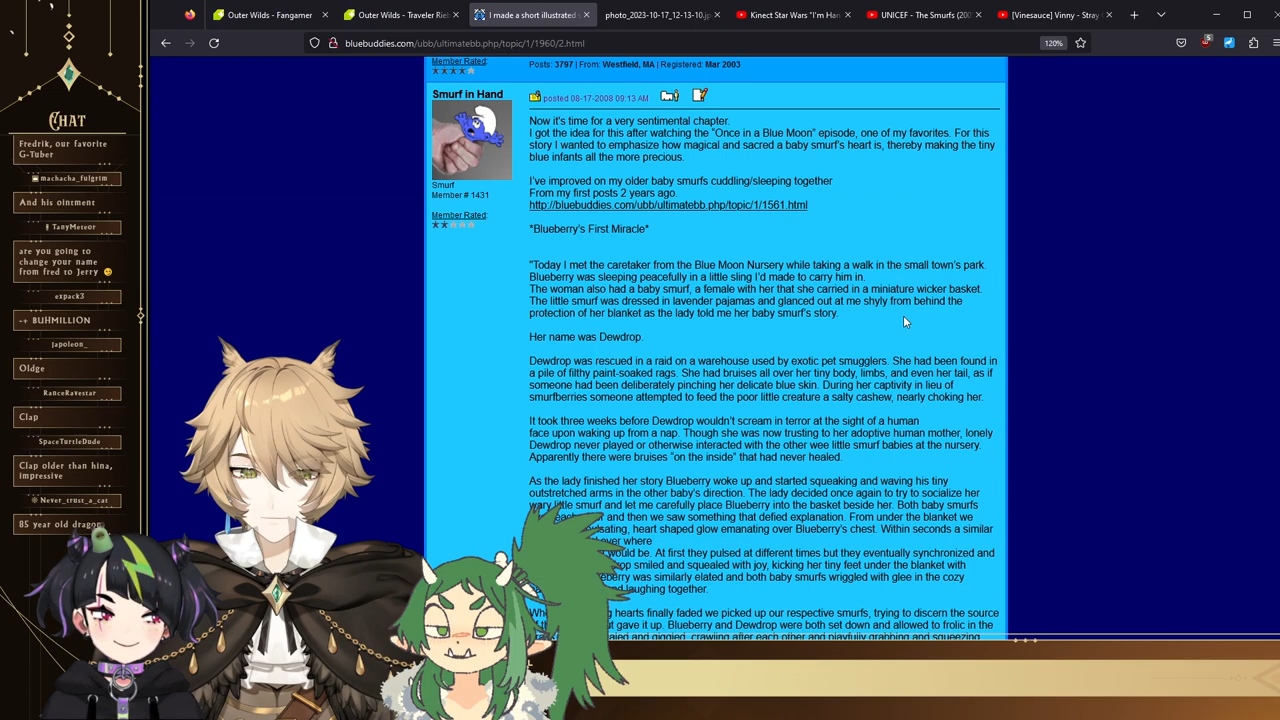 Outer Wilds - Fangamer
Outer Wilds - Traveler Rieb
I made a short illustrated s
photo_2023-10-17_12-13-10.jp
Kinect Star Wars "I'm Han
UNICEF - The Smurfs (200
[Vinesauce] Vinny - Stray
bluebuddies.com/ubb/ultimatebb.php/topic/1/1960/2.html
120%
5
CHAT
Fredrik, our favorite
G-Tuber
machacha_fulgrim
And his ointment
TanyMeteor
are you going to
change your name
from fred to Jerry
expack3
-+ BUHMILLION
Japoleon_
Oldge
RanceRavestar
Clap
SpaceTurtleDude
Clap older than hina,
impressive
Never_trust_a_cat
85 year old dragon
Member Rated:
Posts: 3797 | From: Westfield, MA | Registered: Mar 2003
Smurf in Hand
Smurf
Member # 1431
Member Rated:
posted 08-17-2008 09:13 AM
Now it's time for a very sentimental chapter.
I got the idea for this after watching the "Once in a Blue Moon" episode, one of my favorites. For this
story I wanted to emphasize how magical and sacred a baby smurf's heart is, thereby making the tiny
blue infants all the more precious.
I've improved on my older baby smurfs cuddling/sleeping together
From my first posts 2 years ago.
http://bluebuddies.com/ubb/ultimatebb.php/topic/1/1561.html
*Blueberry's First Miracle*
"Today I met the caretaker from the Blue Moon Nursery while taking a walk in the small town's park.
Blueberry was sleeping peacefully in a little sling I'd made to carry him in.
The woman also had a baby smurf, a female with her that she carried in a miniature wicker basket.
The little smurf was dressed in lavender pajamas and glanced out at me shyly from behind the
protection of her blanket as the lady told me her baby smurf's story.
Her name was Dewdrop.
Dewdrop was rescued in a raid on a warehouse used by exotic pet smugglers. She had been found in
a pile of filthy paint-soaked rags. She had bruises all over her tiny body, limbs, and even her tail, as if
someone had been deliberately pinching her delicate blue skin. During her captivity in lieu of
smurfberries someone attempted to feed the poor little creature a salty cashew, nearly choking her.
It took three weeks before Dewdrop wouldn't scream in terror at the sight of a human
face upon waking up from a nap. Though she was now trusting to her adoptive human mother, lonely
Dewdrop never played or otherwise interacted with the other wee little smurf babies at the nursery.
Apparently there were bruises "on the inside" that had never healed.
As the lady finished her story Blueberry woke up and started squeaking and waving his tiny
outstretched arms in the other baby's direction. The lady decided once again to try to socialize her
wary little smurf and let me carefully place Blueberry into the basket beside her. Both baby smurfs
and then we saw something that defied explanation. From under the blanket we
heart shaped glow emanating over Blueberry's chest. Within seconds a similar
over where
would be. At first they pulsed at different times but they eventually synchronized and
smiled and squealed with joy, kicking her tiny feet under the blanket with
was similarly elated and both baby smurfs wriggled with glee in the cozy
laughing together.
hearts finally faded we picked up our respective smurfs, trying to discern the source
gave it up. Blueberry and Dewdrop were both set down and allowed to frolic in the
and giggled, crawling after each other and playfully grabbing and squeezing